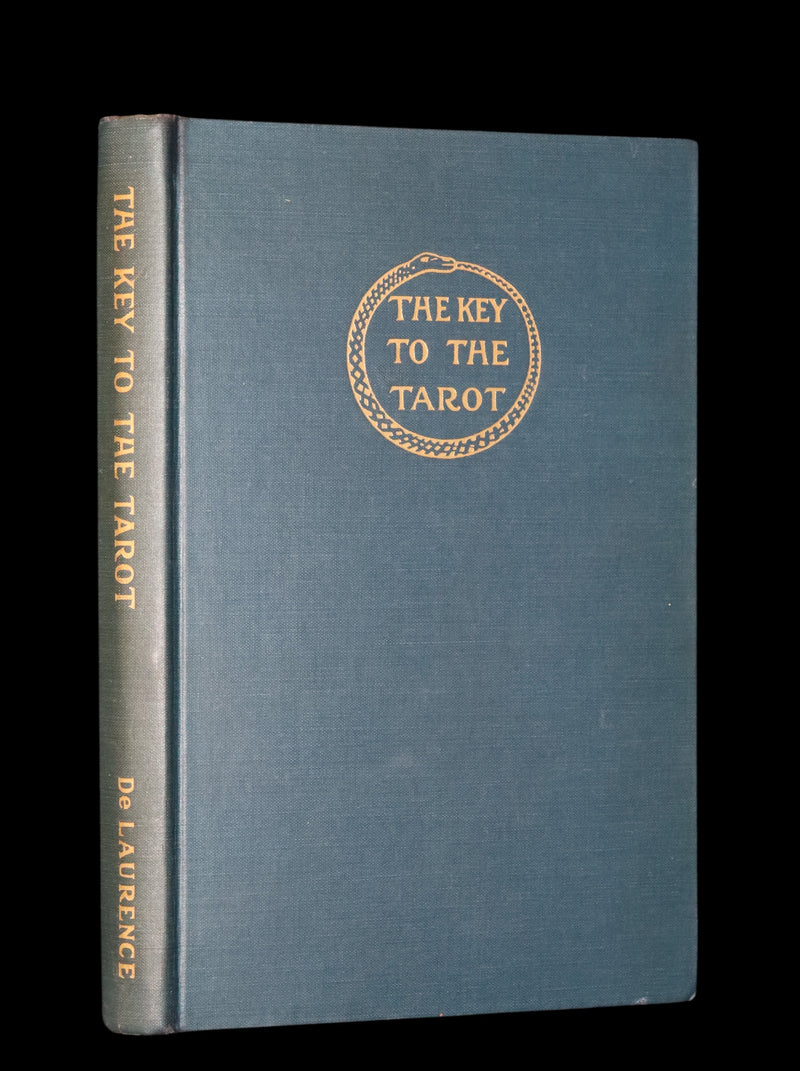 THE KEY TO THE TAROT
De LAURENCE
THE KEY
TO THE
TAROT